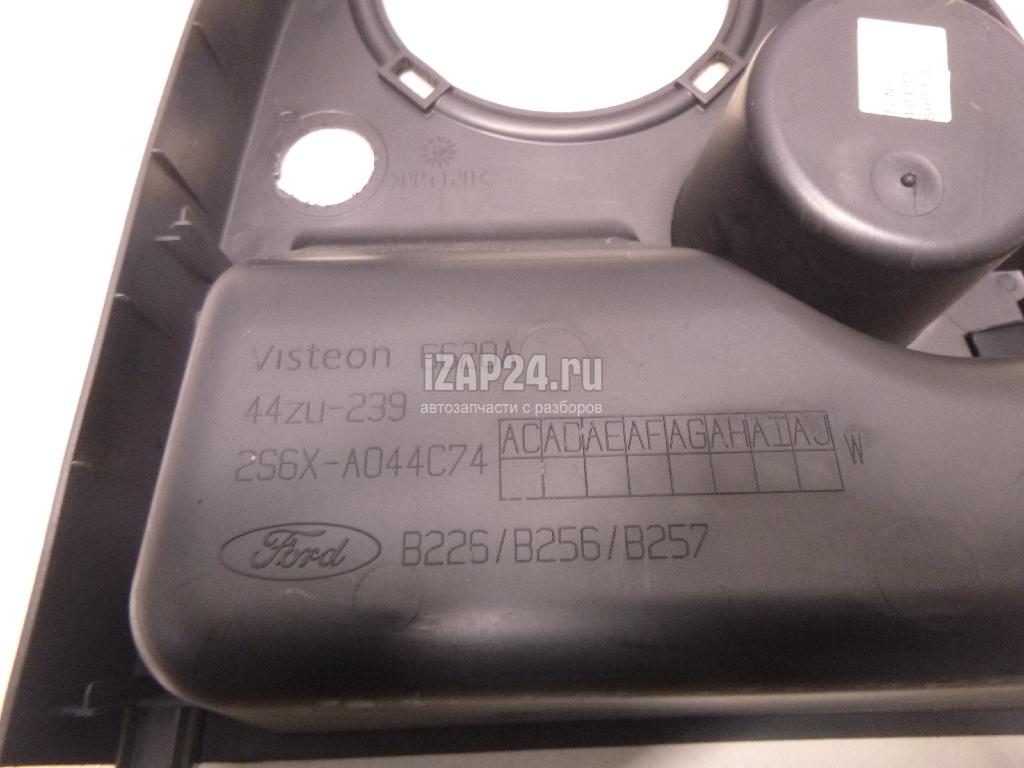 Visteon
iZAP24.ru
44zu-239
автозапчасти с разборов
2S6X-A044C74
AC AD AE AF AG AH AI AJ W
Ford B226/B256/B257